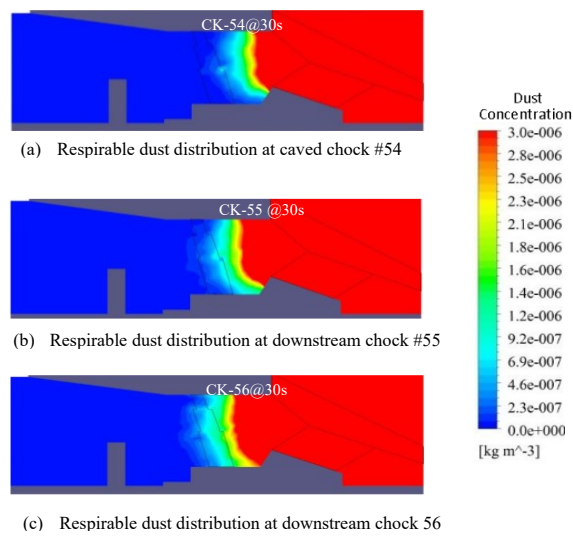 CK-54@30s
(a) Respirable dust distribution at caved chock #54
CK-55 @30s
(b) Respirable dust distribution at downstream chock #55
CK-56@30s
(c) Respirable dust distribution at downstream chock 56
Dust
Concentration
3.0e-006
2.8e-006
2.5e-006
2.3e-006
2.1e-006
1.8e-006
1.6e-006
1.4e-006
1.2e-006
9.2e-007
6.9e-007
4.6e-007
2.3e-007
0.0e+000
[kg m^-3]